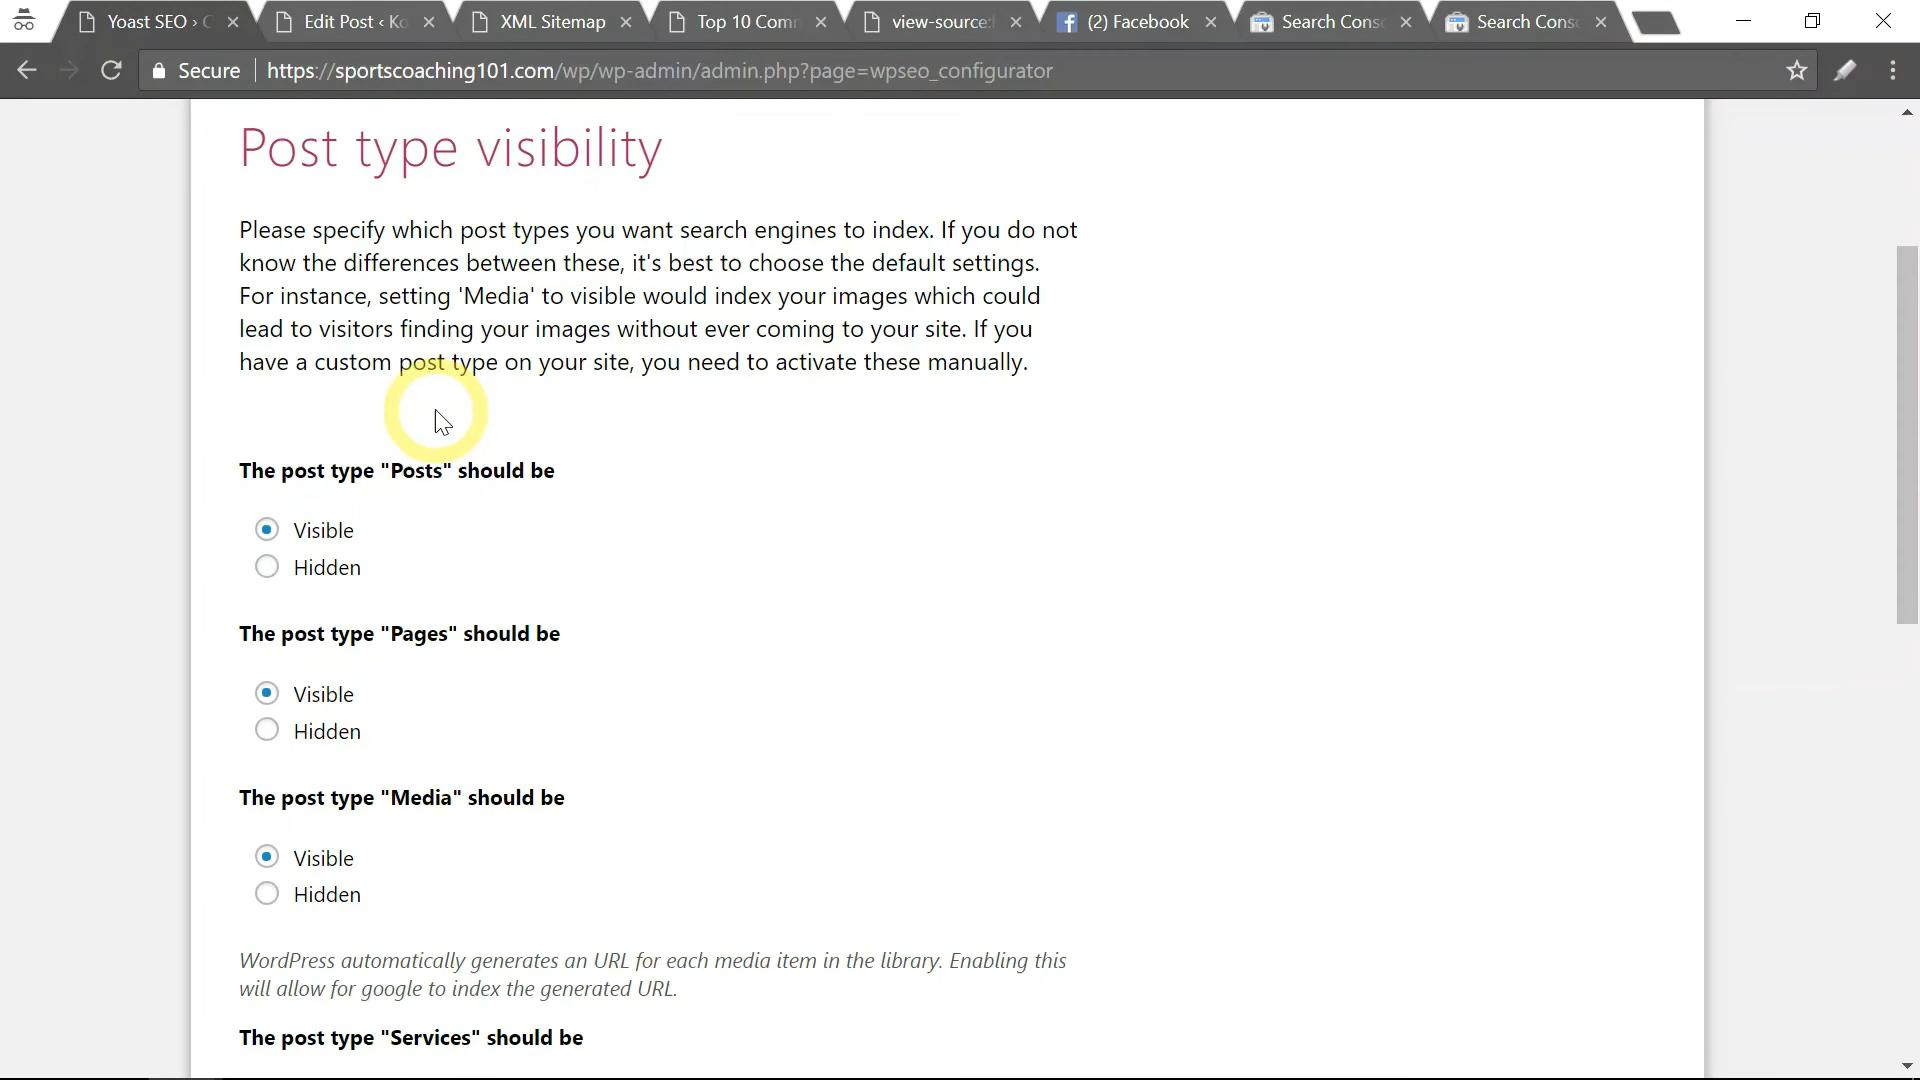 Yoast SEO › C
Edit Post ‹ Ko
XML Sitemap
Top 10 Comm
view-source:
(2) Facebook
Search Conso
Search Conso
Secure
https://sportscoaching101.com/wp/wp-admin/admin.php?page=wpseo_configurator
Post type visibility
Please specify which post types you want search engines to index. If you do not
know the differences between these, it's best to choose the default settings.
For instance, setting 'Media' to visible would index your images which could
lead to visitors finding your images without ever coming to your site. If you
have a custom post type on your site, you need to activate these manually.
The post type "Posts" should be
Visible
Hidden
The post type "Pages" should be
Visible
Hidden
The post type "Media" should be
Visible
Hidden
WordPress automatically generates an URL for each media item in the library. Enabling this
will allow for google to index the generated URL.
The post type "Services" should be